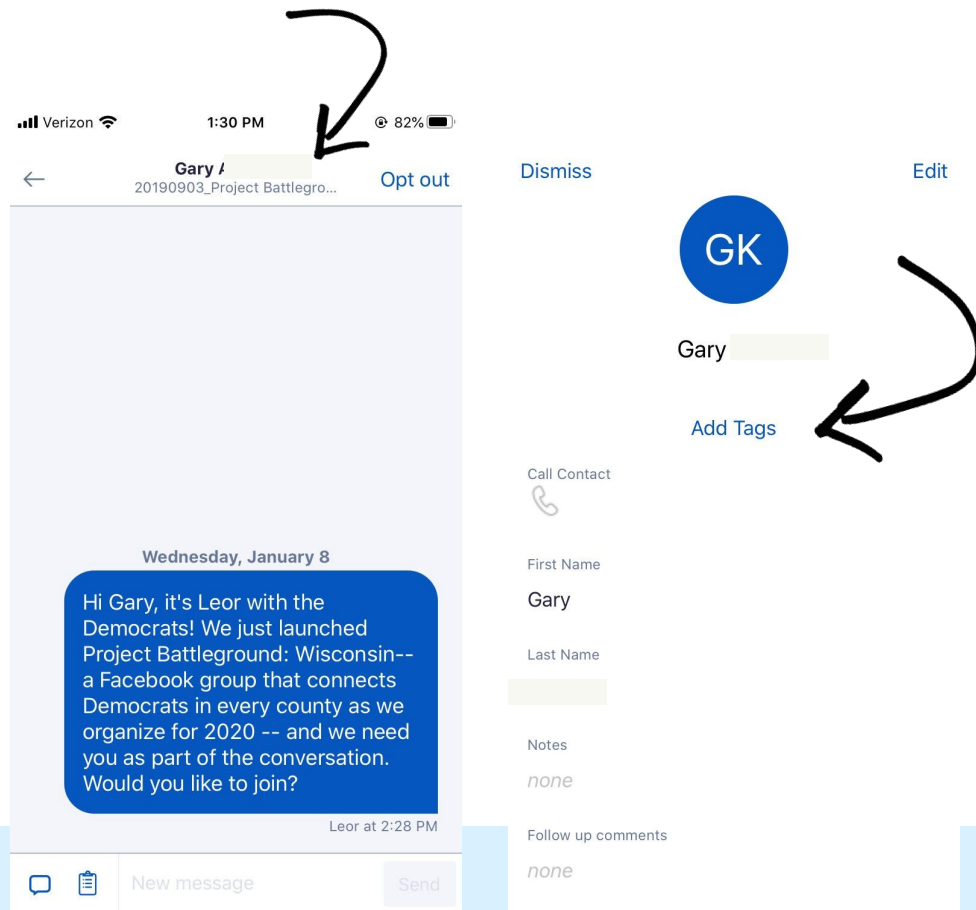 Verizon
1:30 PM
82%
Gary
20190903_Project Battlegro...
Opt out
Wednesday, January 8
Hi Gary, it's Leor with the
Democrats! We just launched
Project Battleground: Wisconsin--
a Facebook group that connects
Democrats in every county as we
organize for 2020 -- and we need
you as part of the conversation.
Would you like to join?
Leor at 2:28 PM
New message
Send
Dismiss
Edit
GK
Gary
Add Tags
Call Contact
First Name
Gary
Last Name
Notes
none
Follow up comments
none